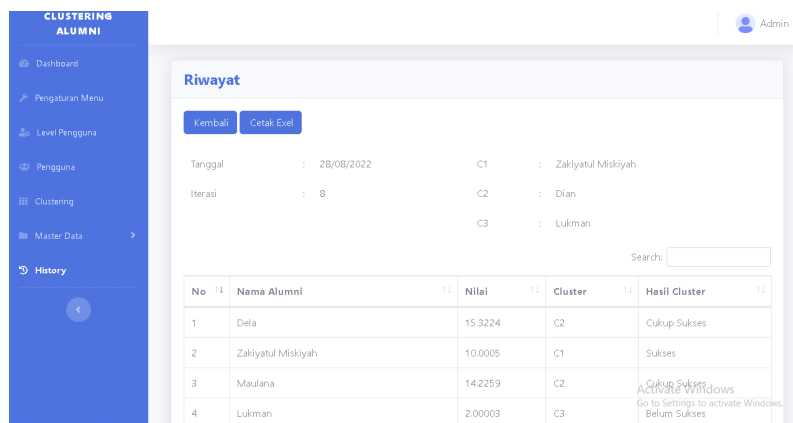 CLUSTERING
ALUMNI
Dashboard
Pengaturan Menu
Level Pengguna
Pengguna
Clustering
Master Data
History
Admin
Riwayat
Kembali Cetak Exel
Tanggal : 28/08/2022 C1 : Zakiyatul Miskiyah
Iterasi : 8 C2 : Dian
C3 : Lukman
Search:
No Nama Alumni Nilai Cluster Hasil Cluster
1 Dela 15.3224 C2 Cukup Sukses
2 Zakiyatul Miskiyah 10.0005 C1 Sukses
3 Maulana 14.2259 C2 Cukup Sukses
4 Lukman 2.00003 C3 Belum Sukses
Activate Windows
Go to Settings to activate Windows.